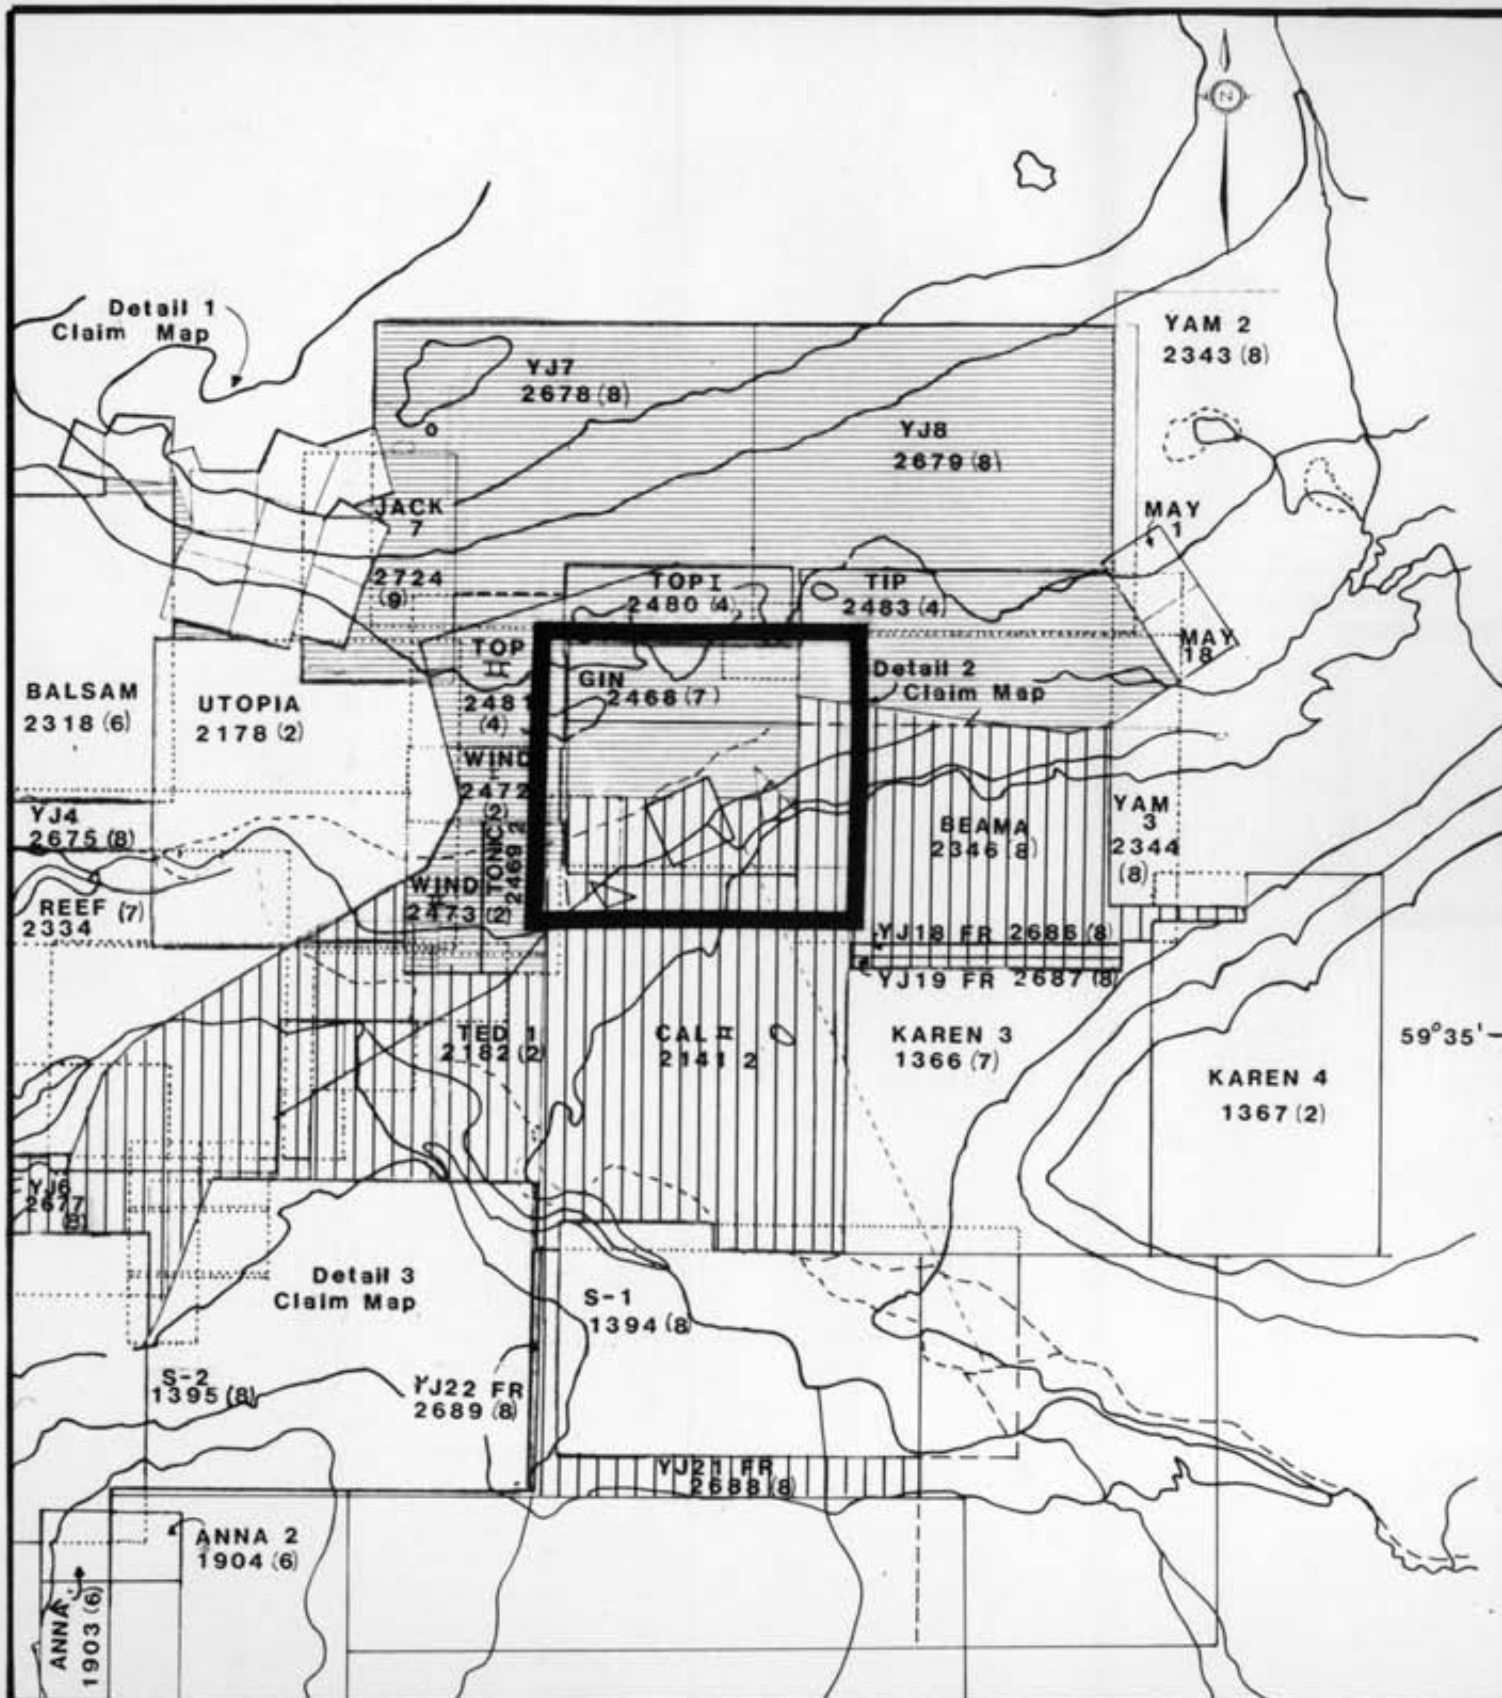 N
Detail 1
Claim Map
YAM 2
2343 (8)
YJ7
2678 (8)
YJ8
2679 (8)
JACK
7
2724
(9)
MAY
1
TOP I
2480 (4)
TIP
2483 (4)
MAY
18
TOP
II
2481
(4)
GIN
2468 (7)
Detail 2
Claim Map
BALSAM
2318 (6)
UTOPIA
2178 (2)
WIND
I
2472
(2)
YJ4
2675 (8)
TONIC
2469 2
BEAMA
2346 (8)
YAM
3
2344
(8)
WIND
II
2473 (2)
REEF (7)
2334
YJ18 FR 2686 (8)
YJ19 FR 2687 (8)
TED 1
2182 (2)
CAL II
2141 2
KAREN 3
1366 (7)
59°35'
KAREN 4
1367 (2)
YJ6
2677
(8)
Detail 3
Claim Map
S-1
1394 (8)
S-2
1395 (8)
YJ22 FR
2689 (8)
YJ21 FR
2688 (8)
ANNA 2
1904 (6)
ANNA
1903 (6)